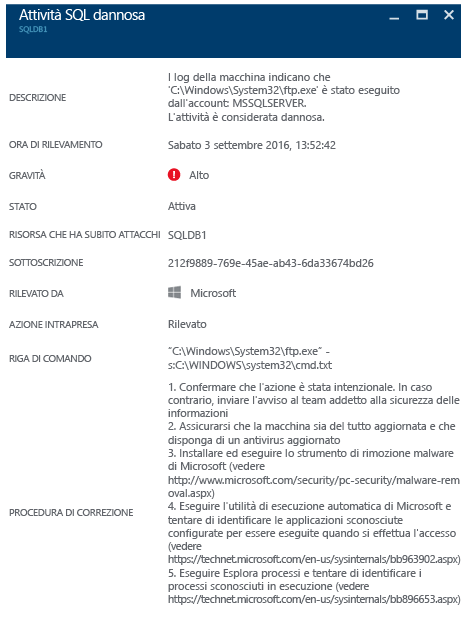 Attività SQL dannosa
SQLDB1
DESCRIZIONE
I log della macchina indicano che
'C:\Windows\System32\ftp.exe' è stato eseguito
dall'account: MSSQLSERVER.
L'attività è considerata dannosa.
ORA DI RILEVAMENTO
Sabato 3 settembre 2016, 13:52:42
GRAVITÀ
Alto
STATO
Attiva
RISORSA CHE HA SUBITO ATTACCHI
SQLDB1
SOTTOSCRIZIONE
212f9889-769e-45ae-ab43-6da33674bd26
RILEVATO DA
Microsoft
AZIONE INTRAPRESA
Rilevato
RIGA DI COMANDO
"C:\Windows\System32\ftp.exe" -
s:C:\WINDOWS\system32\cmd.txt
PROCEDURA DI CORREZIONE
1. Confermare che l'azione è stata intenzionale. In caso
contrario, inviare l'avviso al team addetto alla sicurezza delle
informazioni
2. Assicurarsi che la macchina sia del tutto aggiornata e che
disponga di un antivirus aggiornato
3. Installare ed eseguire lo strumento di rimozione malware
di Microsoft (vedere
http://www.microsoft.com/security/pc-security/malware-rem
oval.aspx)
4. Eseguire l'utilità di esecuzione automatica di Microsoft e
tentare di identificare le applicazioni sconosciute
configurate per essere eseguite quando si effettua l'accesso
(vedere
https://technet.microsoft.com/en-us/sysinternals/bb963902.aspx)
5. Eseguire Esplora processi e tentare di identificare i
processi sconosciuti in esecuzione (vedere
https://technet.microsoft.com/en-us/sysinternals/bb896653.aspx)